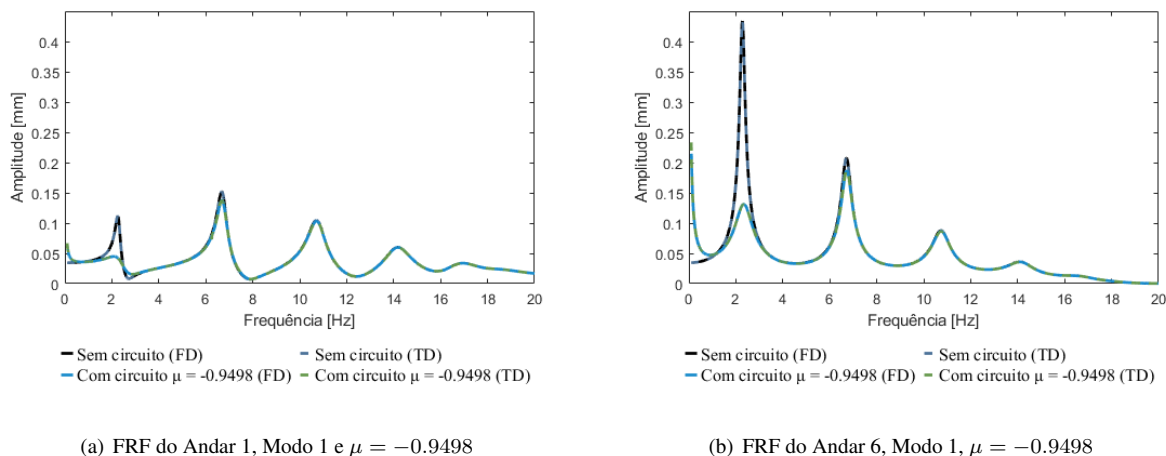 0.4
0.35
0.3
0.25
0.2
0.15
0.1
0.05
0
Amplitude [mm]
0 2 4 6 8 10 12 14 16 18 20
Frequência [Hz]
Sem circuito (FD) Sem circuito (TD)
Com circuito μ = -0.9498 (FD) Com circuito μ = -0.9498 (TD)
(a) FRF do Andar 1, Modo 1 e μ = −0.9498
0.4
0.35
0.3
0.25
0.2
0.15
0.1
0.05
0
Amplitude [mm]
0 2 4 6 8 10 12 14 16 18 20
Frequência [Hz]
Sem circuito (FD) Sem circuito (TD)
Com circuito μ = -0.9498 (FD) Com circuito μ = -0.9498 (TD)
(b) FRF do Andar 6, Modo 1, μ = −0.9498